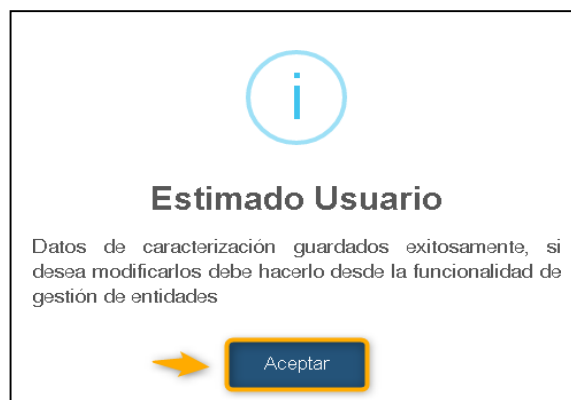 i
Estimado Usuario
Datos de caracterización guardados exitosamente, si
desea modificarlos debe hacerlo desde la funcionalidad de
gestión de entidades
Aceptar